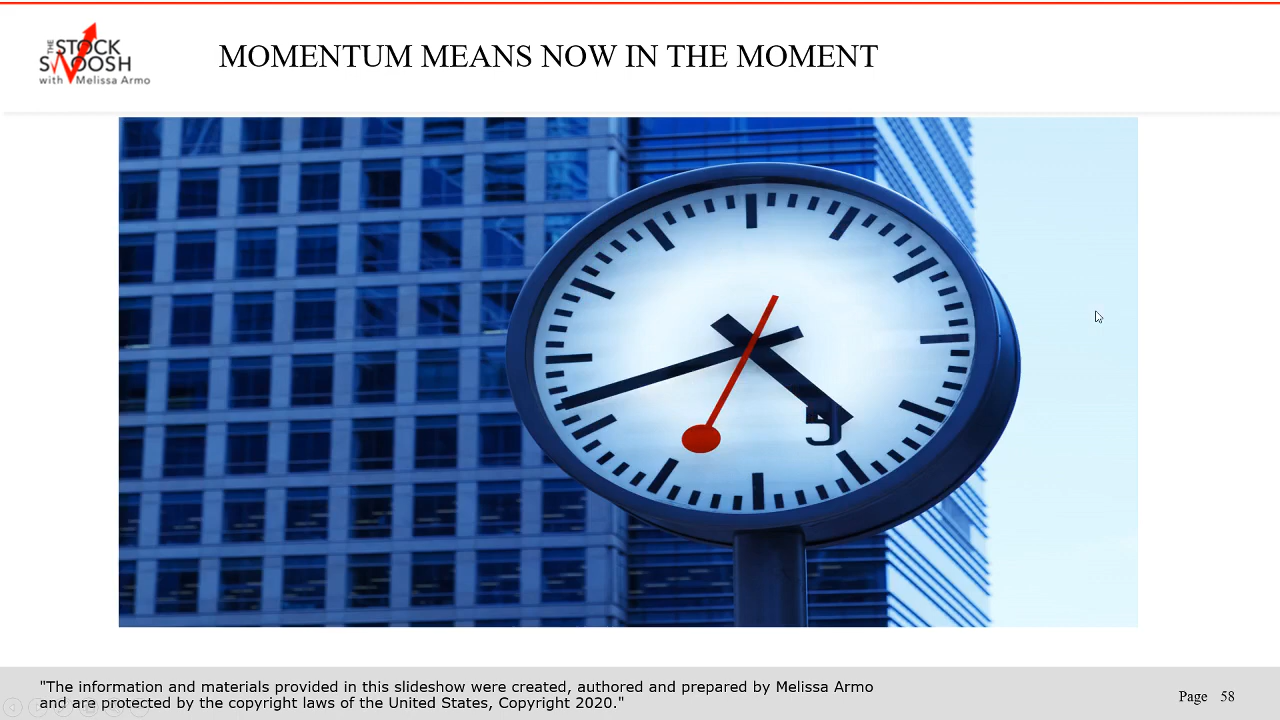 THE
STOCK
SWOOSH
with Melissa Armo
MOMENTUM MEANS NOW IN THE MOMENT
5
"The information and materials provided in this slideshow were created, authored and prepared by Melissa Armo
and are protected by the copyright laws of the United States, Copyright 2020."
Page 58